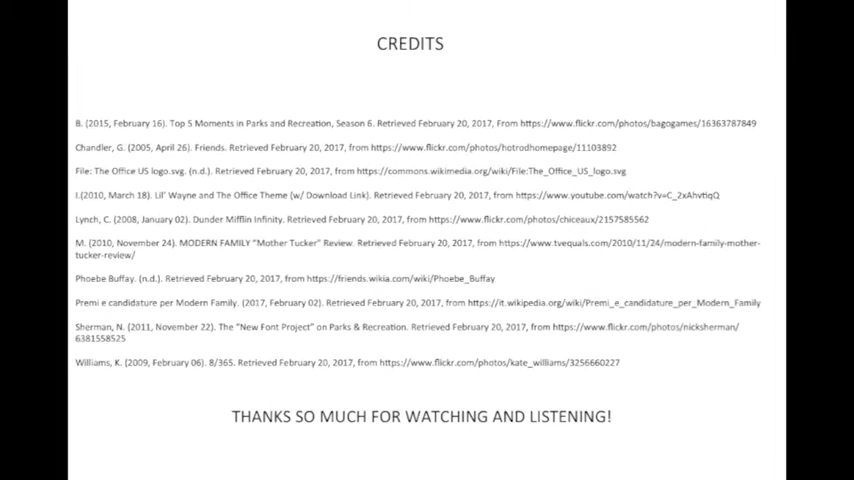 CREDITS
B. (2015, February 16). Top 5 Moments in Parks and Recreation, Season 6. Retrieved February 20, 2017, From https://www.flickr.com/photos/bagogames/16363787849
Chandler, G. (2005, April 26). Friends. Retrieved February 20, 2017, from https://www.flickr.com/photos/hotrodhomepage/11103892
File: The Office US logo.svg. (n.d.). Retrieved February 20, 2017, from https://commons.wikimedia.org/wiki/File:The_Office_US_logo.svg
I.(2010, March 18). Lil' Wayne and The Office Theme (w/ Download Link). Retrieved February 20, 2017, from https://www.youtube.com/watch?v=C_2xAhvtiqQ
Lynch, C. (2008, January 02). Dunder Mifflin Infinity. Retrieved February 20, 2017, from https://www.flickr.com/photos/chiceaux/2157585562
M. (2010, November 24). MODERN FAMILY "Mother Tucker" Review. Retrieved February 20, 2017, from https://www.tvequals.com/2010/11/24/modern-family-mother-
tucker-review/
Phoebe Buffay. (n.d.). Retrieved February 20, 2017, from https://friends.wikia.com/wiki/Phoebe_Buffay
Premi e candidature per Modern Family. (2017, February 02). Retrieved February 20, 2017, from https://it.wikipedia.org/wiki/Premi_e_candidature_per_Modern_Family
Sherman, N. (2011, November 22). The "New Font Project" on Parks & Recreation. Retrieved February 20, 2017, from https://www.flickr.com/photos/nicksherman/
6381558525
Williams, K. (2009, February 06). 8/365. Retrieved February 20, 2017, from https://www.flickr.com/photos/kate_williams/3256660227
THANKS SO MUCH FOR WATCHING AND LISTENING!